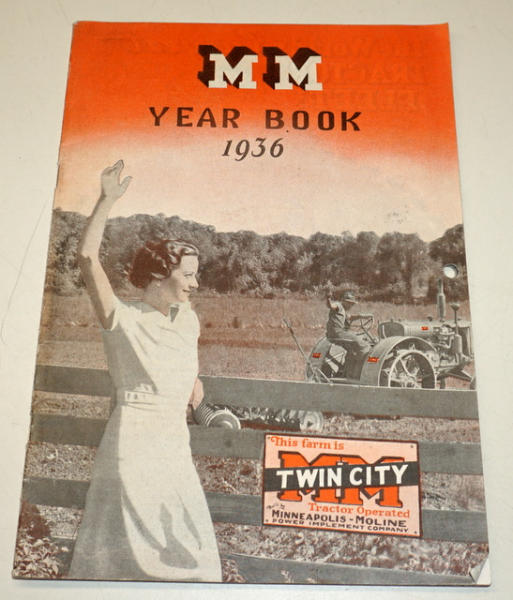 MM
YEAR BOOK
1936
This farm is
MM
TWIN CITY
Tractor Operated
MINNEAPOLIS-MOLINE
POWER IMPLEMENT COMPANY